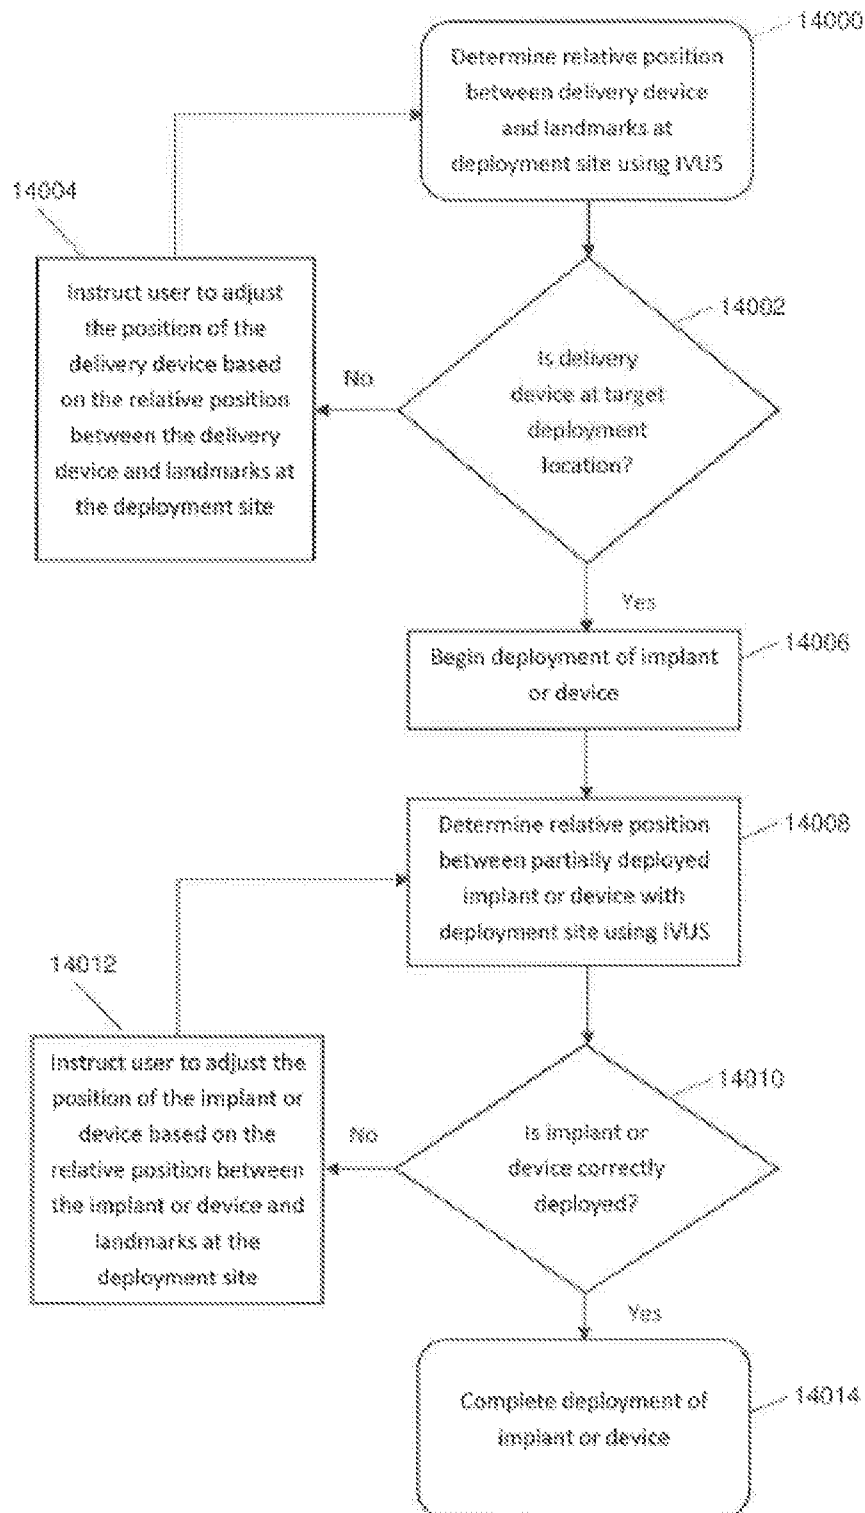 14000
Determine relative position
between delivery device
and landmarks at
deployment site using IVUS
14004
Instruct user to adjust
the position of the
delivery device based
on the relative position
between the delivery
device and landmarks at
the deployment site
No
14002
Is delivery
device at target
deployment
location?
Yes
14006
Begin deployment of implant
or device
14008
Determine relative position
between partially deployed
implant or device with
deployment site using IVUS
14012
Instruct user to adjust the
position of the implant or
device based on the
relative position between
the implant or device and
landmarks at the
deployment site
No
14010
Is implant or
device correctly
deployed?
Yes
14014
Complete deployment of
implant or device